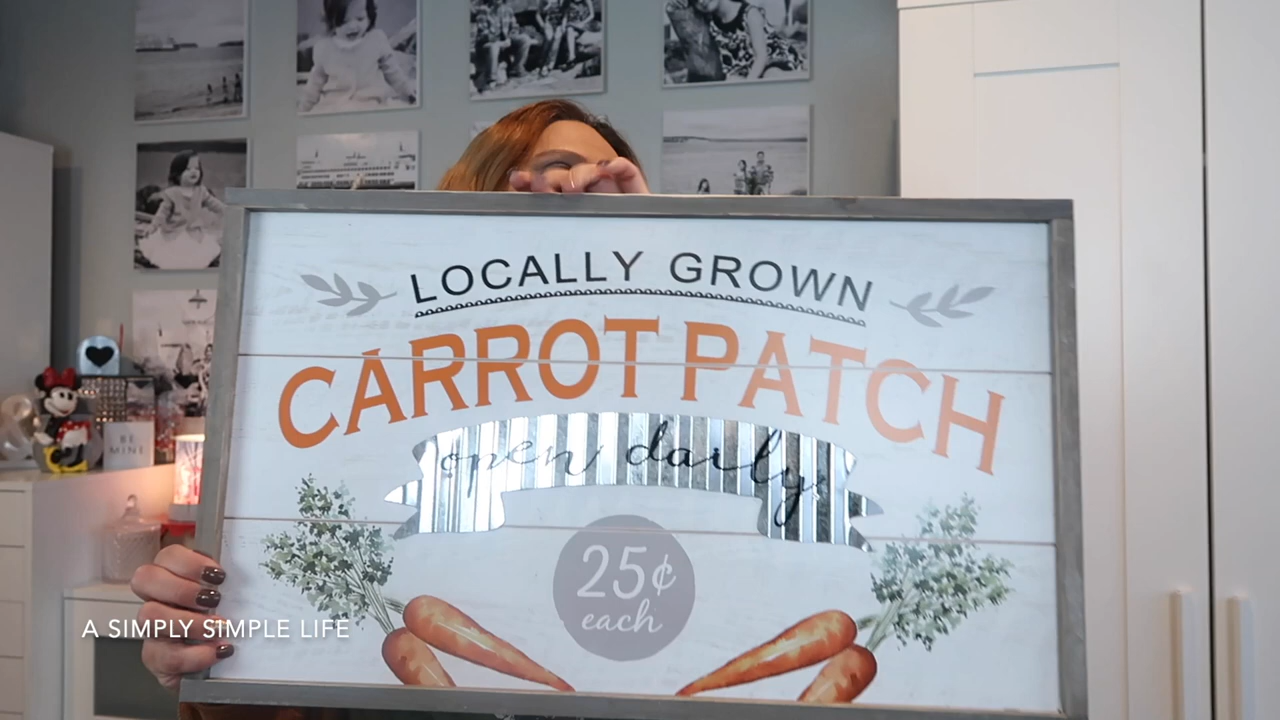 LOCALLY GROWN
CARROT PATCH
open daily
25¢
each
BE
MINE
A SIMPLY SIMPLE LIFE